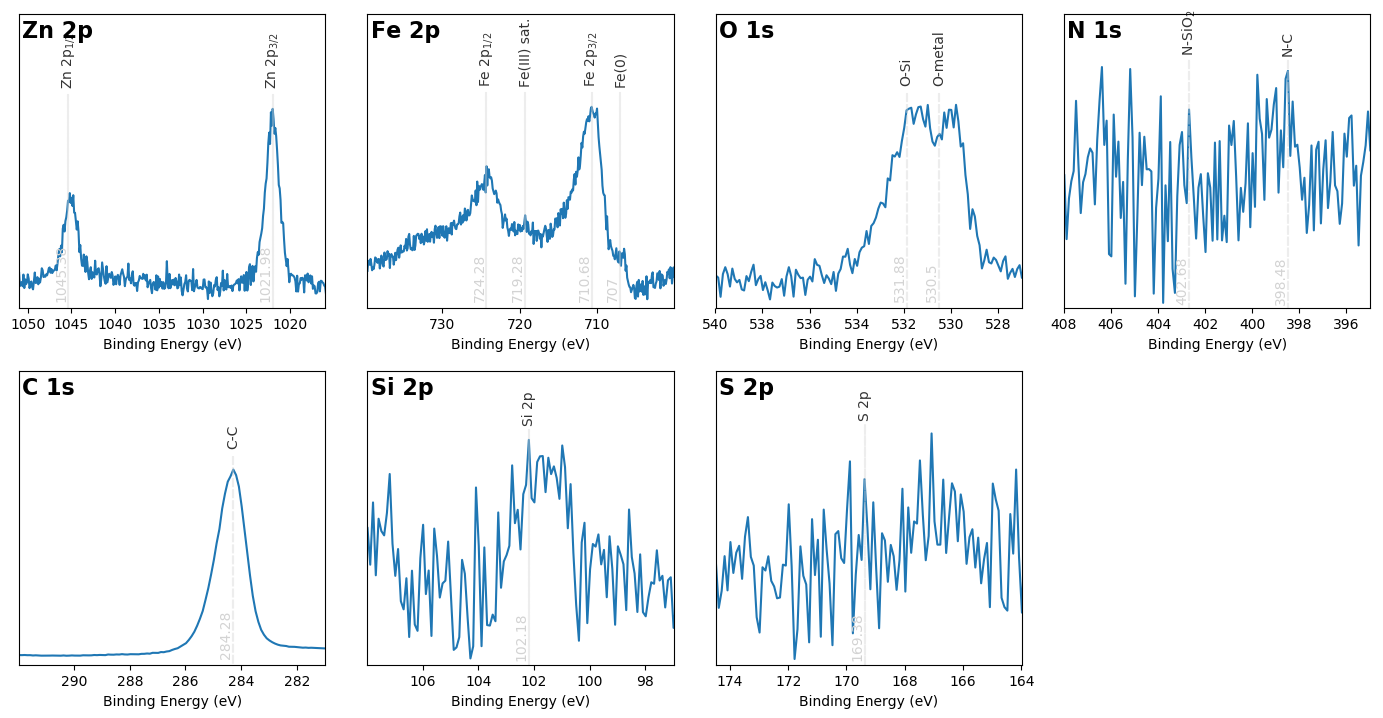 Zn 2p
Zn 2p1/2
Zn 2p3/2
1021.98
1050 1045 1040 1035 1030 1025 1020
Binding Energy (eV)
Fe 2p
Fe 2p1/2
Fe(III) sat.
Fe 2p3/2
Fe(0)
724.28
719.28
710.68
707
730 720 710
Binding Energy (eV)
O 1s
O-Si
O-metal
531.88
530.5
540 538 536 534 532 530 528
Binding Energy (eV)
N 1s
N-SiO2
N-C
402.68
398.48
408 406 404 402 400 398 396
Binding Energy (eV)
C 1s
C-C
284.28
290 288 286 284 282
Binding Energy (eV)
Si 2p
Si 2p
102.18
106 104 102 100 98
Binding Energy (eV)
S 2p
S 2p
169.38
174 172 170 168 166 164
Binding Energy (eV)